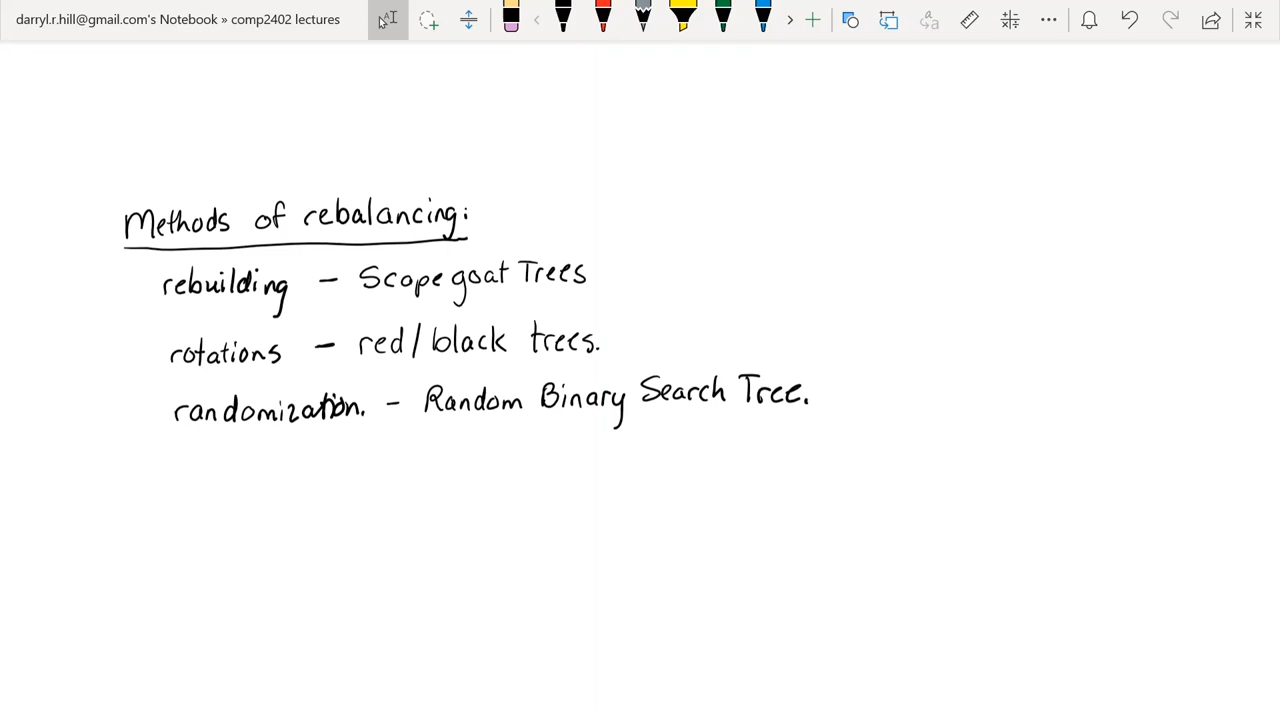 darryl.r.hill@gmail.com's Notebook » comp2402 lectures
Methods of rebalancing:
rebuilding - Scopegoat Trees
rotations - red/black trees.
randomization. - Random Binary Search Tree.